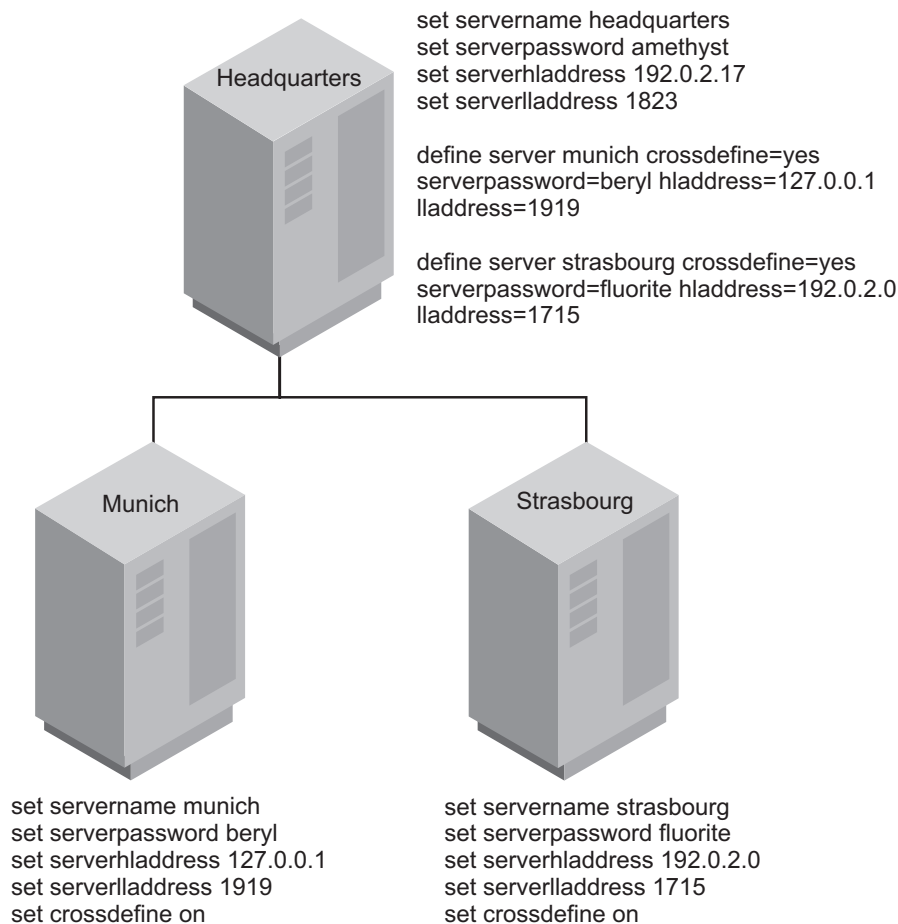 Headquarters
set servername headquarters
set serverpassword amethyst
set serverhladdress 192.0.2.17
set serverlladdress 1823
define server munich crossdefine=yes
serverpassword=beryl hladdress=127.0.0.1
lladdress=1919
define server strasbourg crossdefine=yes
serverpassword=fluorite hladdress=192.0.2.0
lladdress=1715
Munich
set servername munich
set serverpassword beryl
set serverhladdress 127.0.0.1
set serverlladdress 1919
set crossdefine on
Strasbourg
set servername strasbourg
set serverpassword fluorite
set serverhladdress 192.0.2.0
set serverlladdress 1715
set crossdefine on